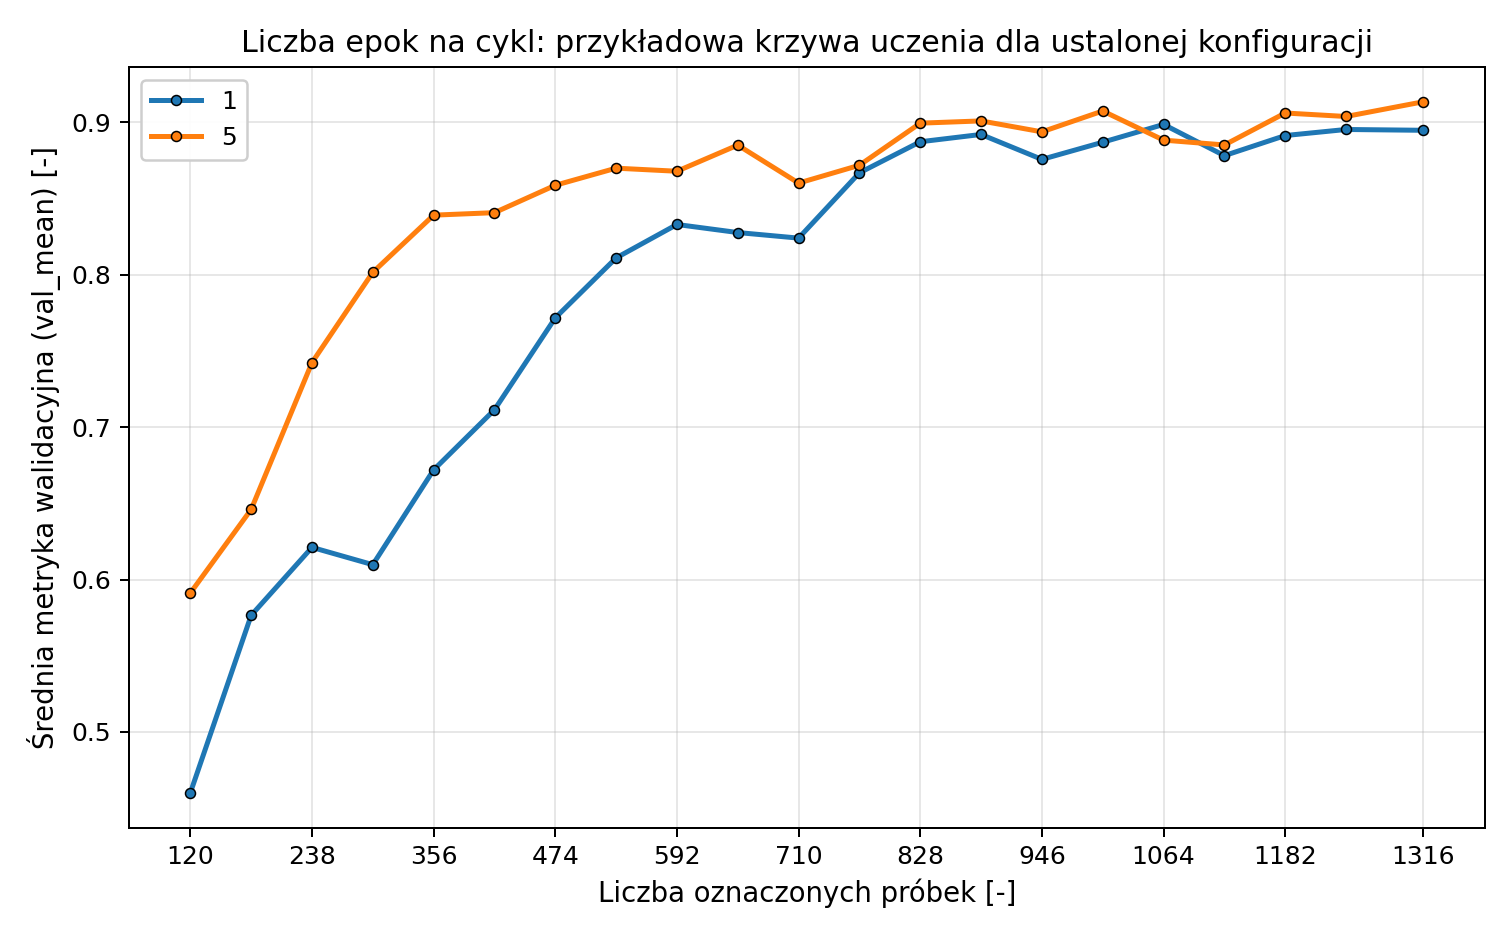 Liczba epok na cykl: przykładowa krzywa uczenia dla ustalonej konfiguracji
1
5
Średnia metryka walidacyjna (val_mean) [-]
0.9
0.8
0.7
0.6
0.5
120 238 356 474 592 710 828 946 1064 1182 1316
Liczba oznaczonych próbek [-]